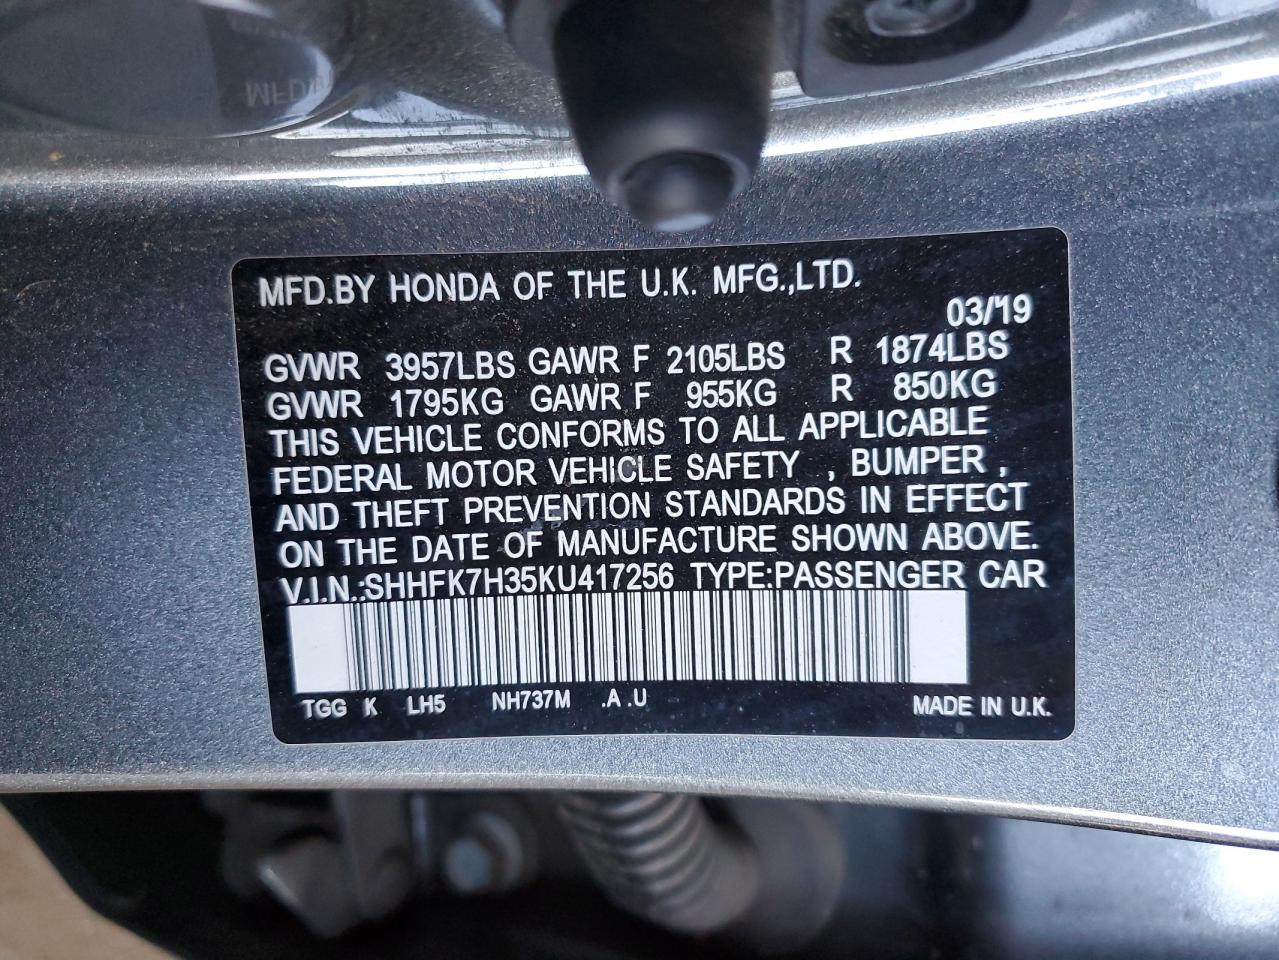 MFD.BY HONDA OF THE U.K. MFG.,LTD.
03/'19
GVWR 3957LBS GAWR F 2105LBS R 1874LBS
GVWR 1795KG GAWR F 955KG R 850KG
THIS VEHICLE CONFORMS TO ALL APPLICABLE
FEDERAL MOTOR VEHICLE SAFETY , BUMPER ,
AND THEFT PREVENTION STANDARDS IN EFFECT
ON THE DATE OF MANUFACTURE SHOWN ABOVE.
V.I.N.:SHHFK7H35KU417256 TYPE:PASSENGER CAR
TGG K LH5 NH737M .A .U MADE IN U.K.